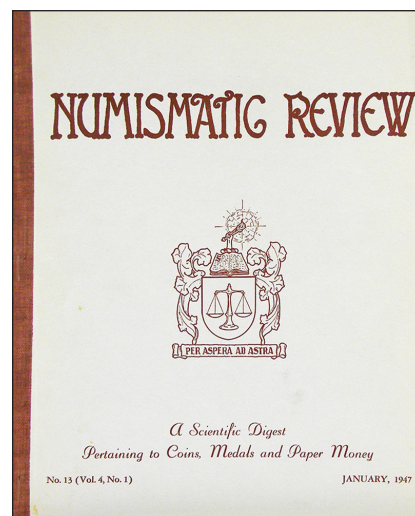 NUMISMATIC REVIEW
PER ASPERA AD ASTRA
A Scientific Digest
Pertaining to Coins, Medals and Paper Money
No. 13 (Vol. 4, No. 1)
JANUARY, 1947